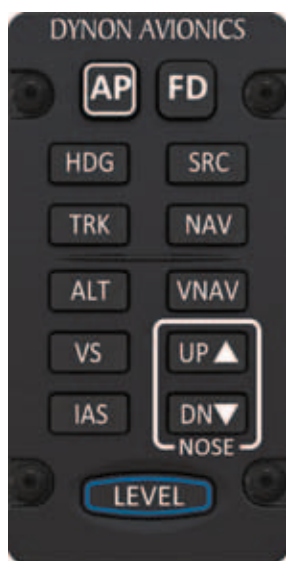 DYNON AVIONICS
AP FD
HDG SRC
TRK NAV
ALT VNAV
VS UP▲
IAS DN▼
NOSE
LEVEL